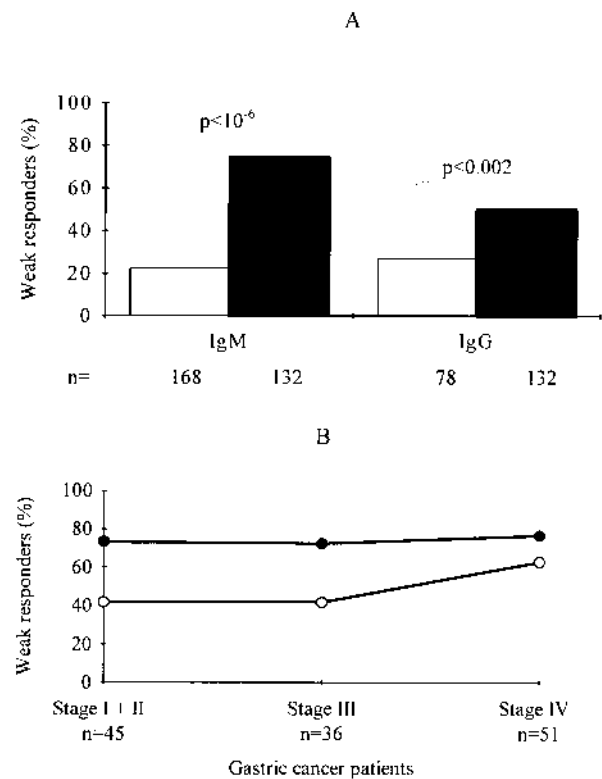 A
100
80
60
40
20
0
Weak responders (%)
p<10⁻⁶
p<0.002
IgM IgG
n= 168 132 78 132
B
100
80
60
40
20
0
Weak responders (%)
Stage I + II Stage III Stage IV
n=45 n=36 n=51
Gastric cancer patients